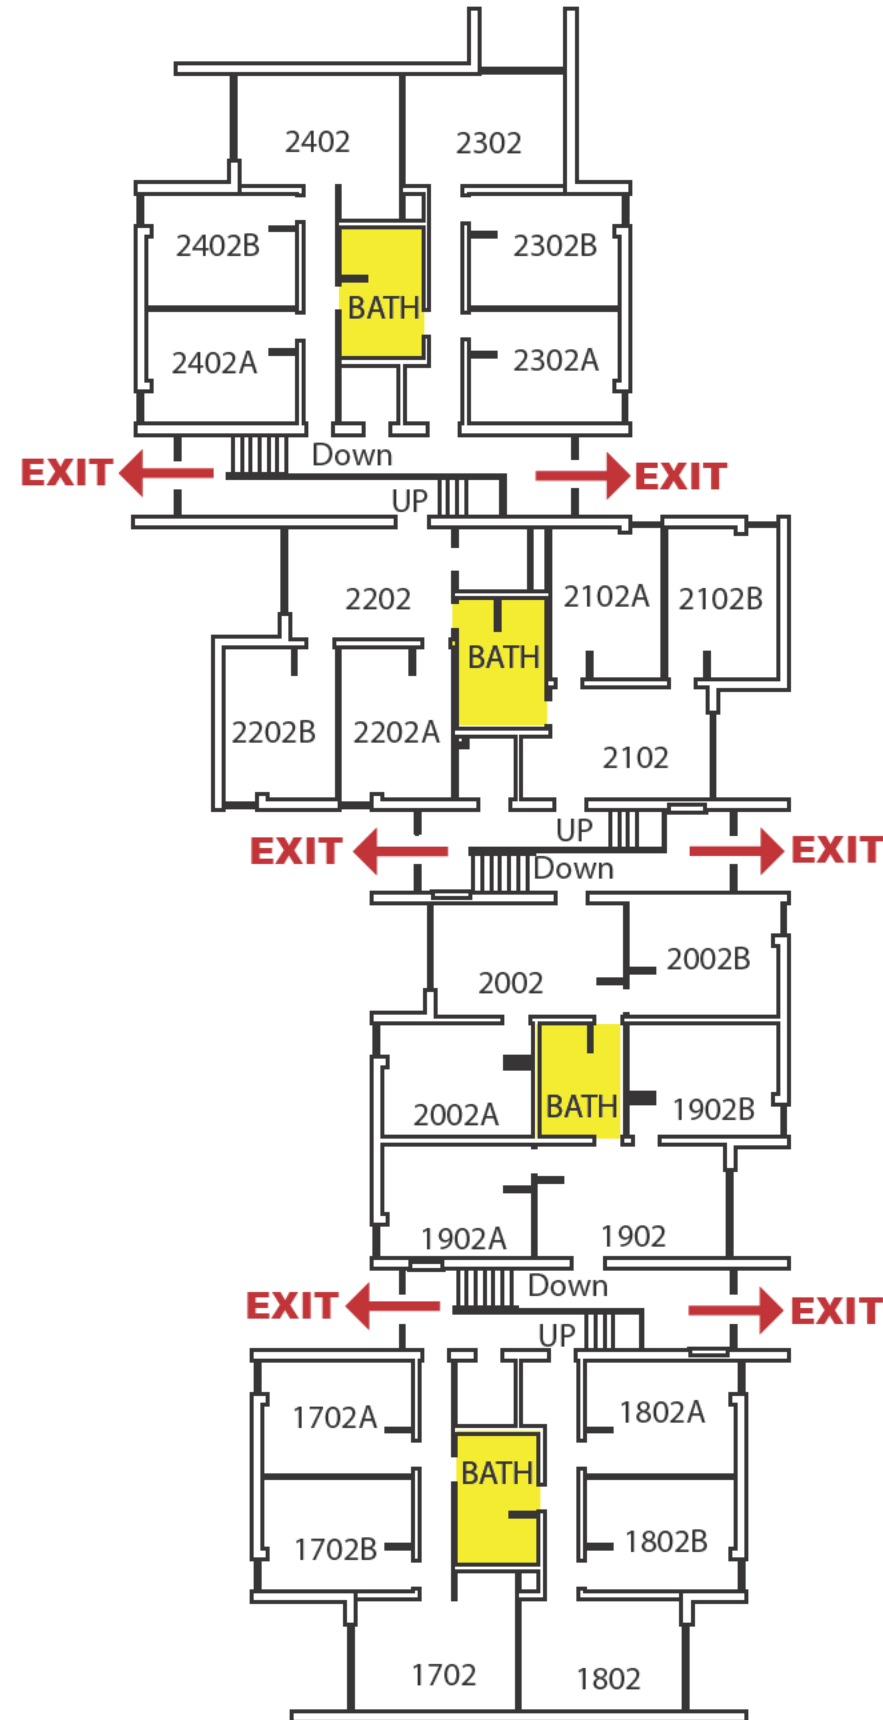 2402
2302
2402B
2302B
BATH
2402A
2302A
Down
EXIT
EXIT
UP
2202
2102A
2102B
BATH
2202B
2202A
2102
UP
EXIT
EXIT
Down
2002B
2002
BATH
2002A
1902B
1902A
1902
Down
EXIT
EXIT
UP
1702A
1802A
BATH
1702B
1802B
1702
1802